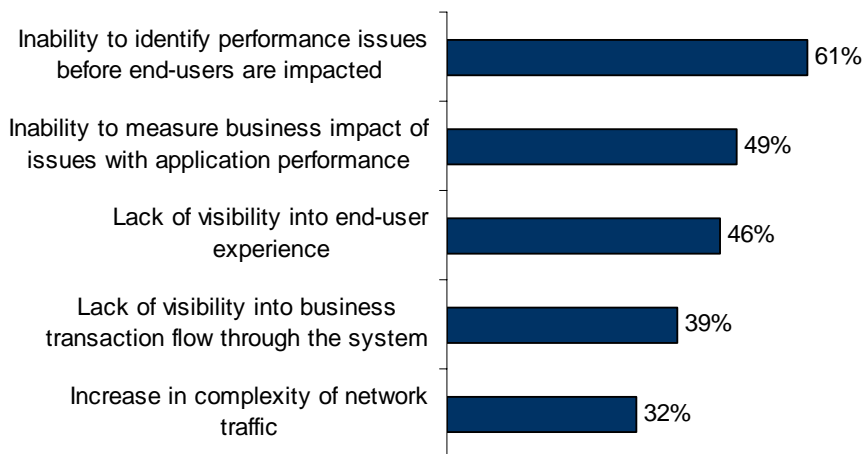 Inability to identify performance issues
before end-users are impacted
61%
Inability to measure business impact of
issues with application performance
49%
Lack of visibility into end-user
experience
46%
Lack of visibility into business
transaction flow through the system
39%
Increase in complexity of network
traffic
32%